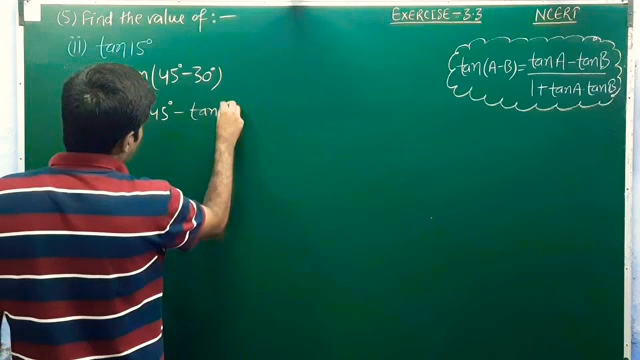 (5) Find the value of :—
EXERCISE-3.3 NCERT
(ii) tan15°
(45°-30°)
45° - tan
tan(A-B) = tanA-tanB
1+tanA.tanB